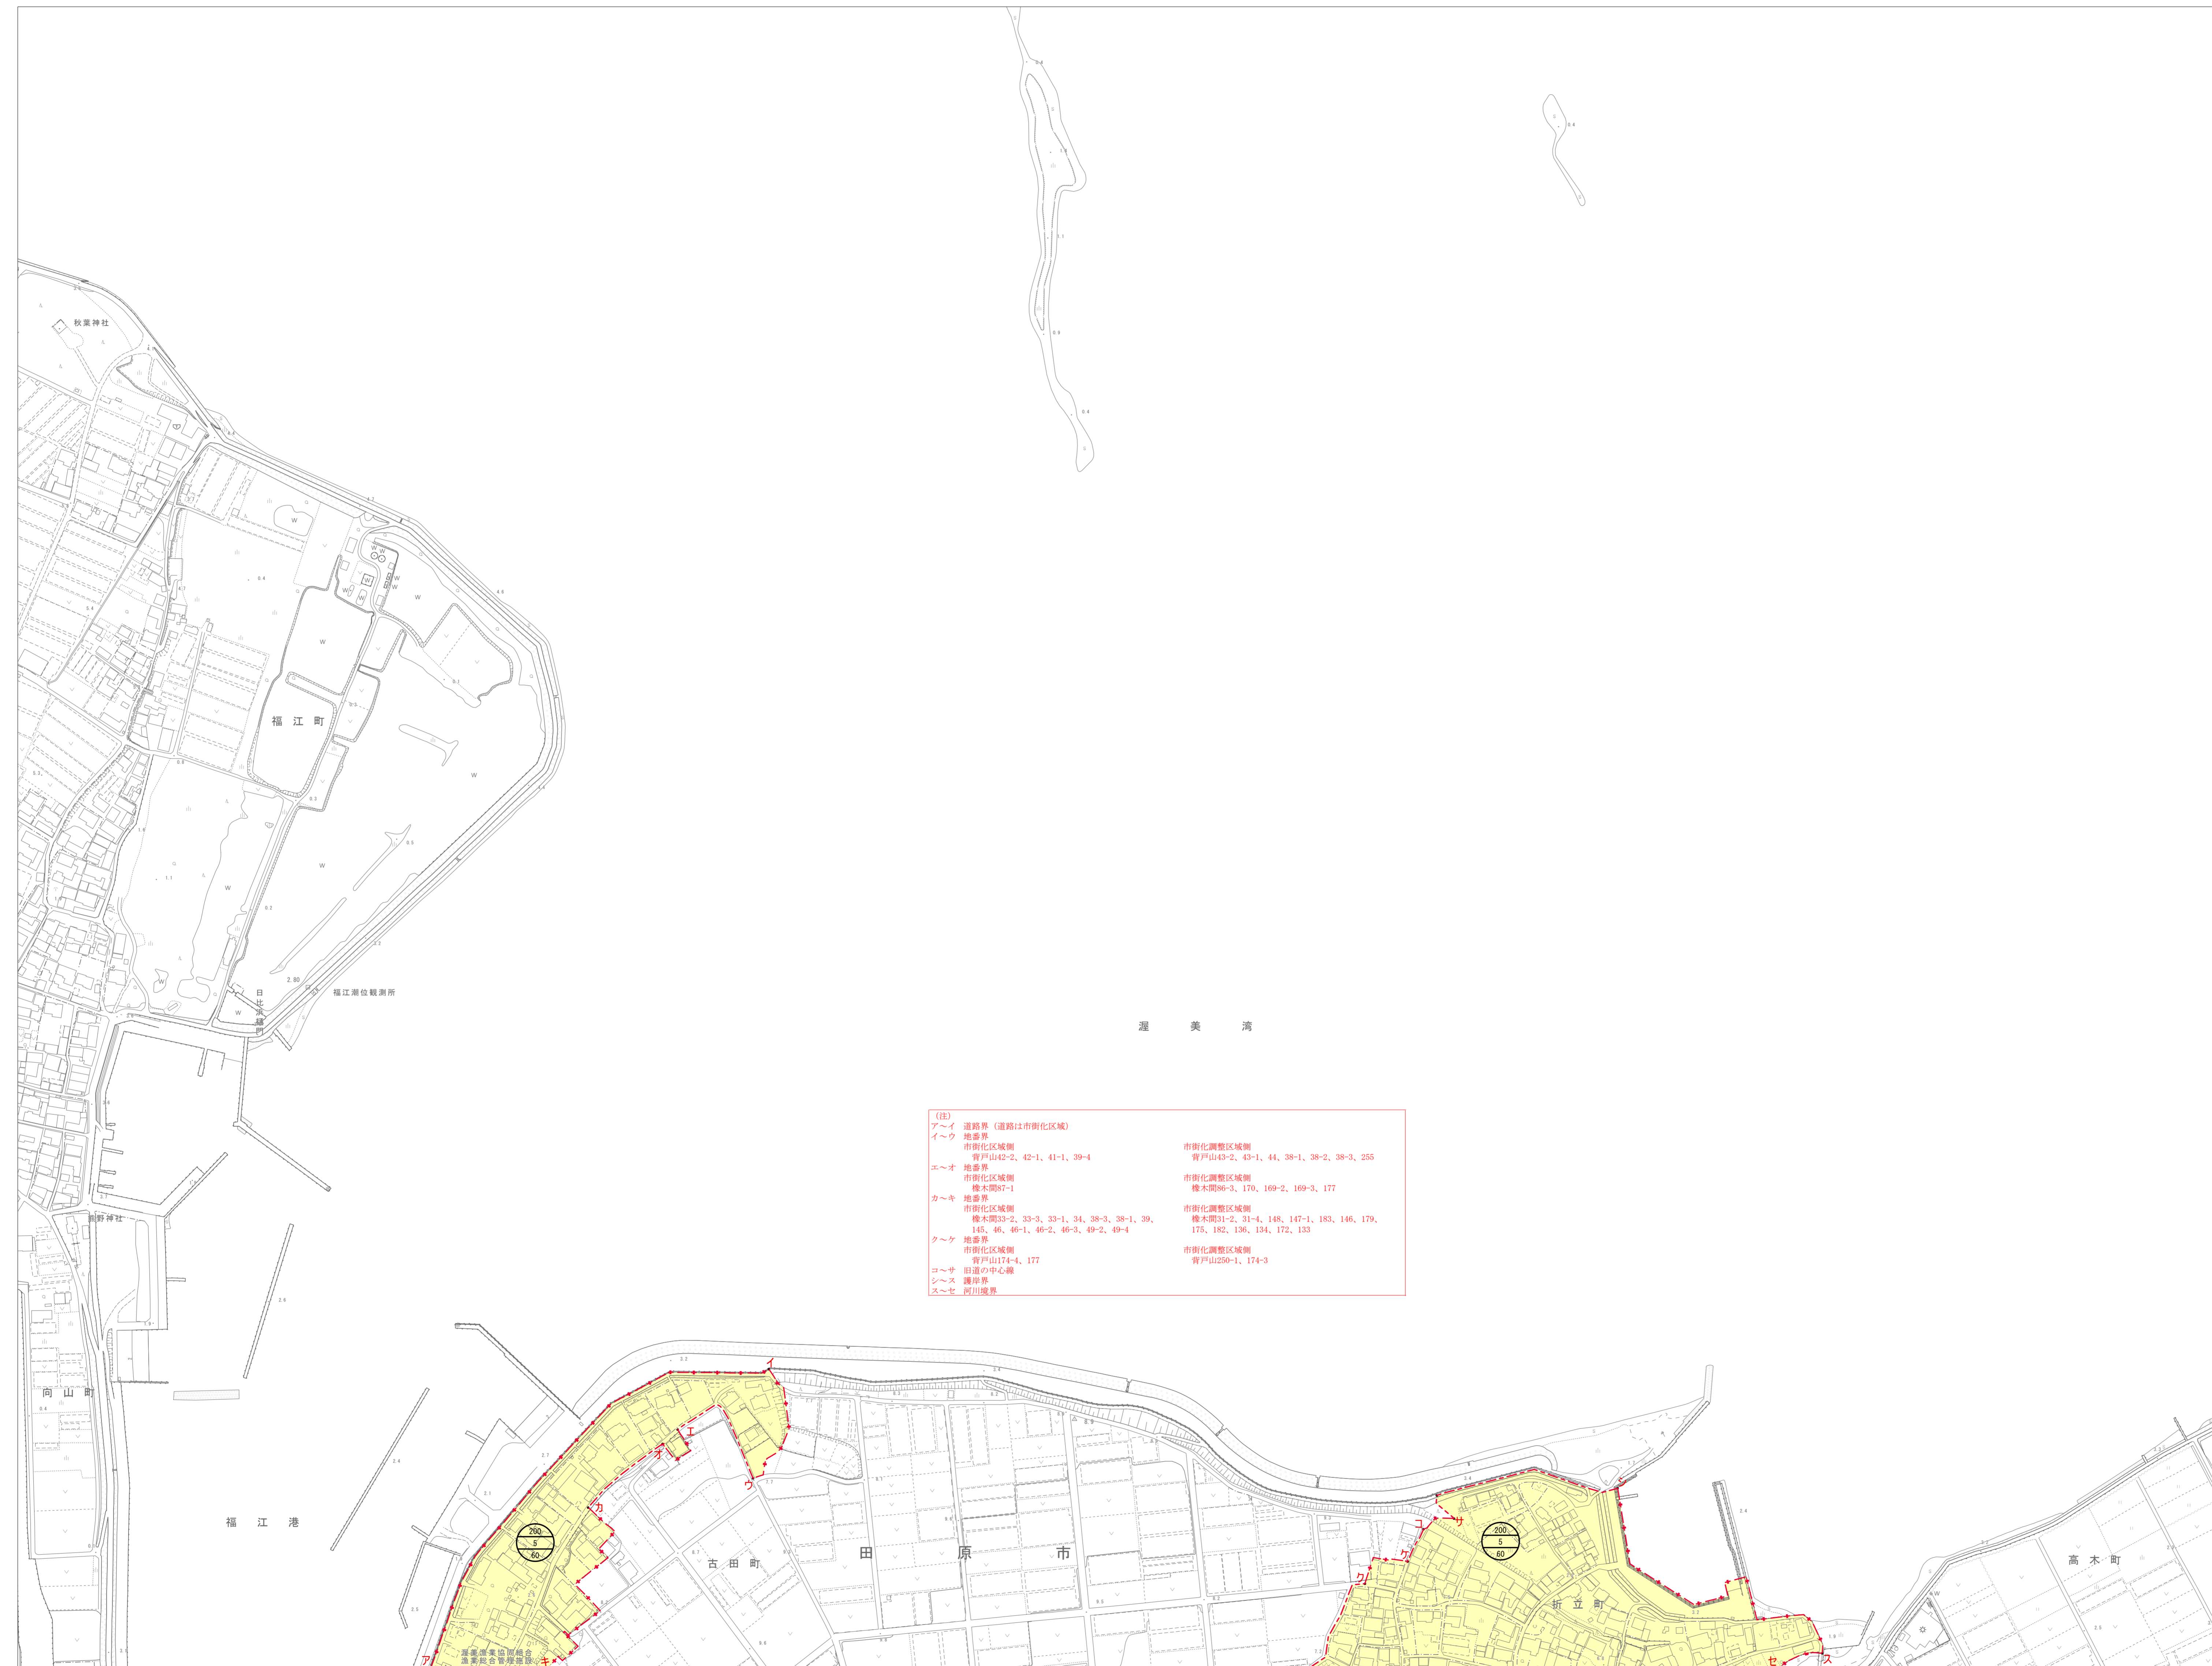 秋葉神社
福江町
2.80
福江潮位観測所
日比浜樋門
渥美湾
(注)
ア～イ 道路界（道路は市街化区域）
イ～ウ 地番界
市街化区域側 市街化調整区域側
背戸山42-2、42-1、41-1、39-4 背戸山43-2、43-1、44、38-1、38-2、38-3、255
エ～オ 地番界
市街化区域側 市街化調整区域側
橡木間87-1 橡木間86-3、170、169-2、169-3、177
カ～キ 地番界
市街化区域側 市街化調整区域側
橡木間33-2、33-3、33-1、34、38-3、38-1、39、 橡木間31-2、31-4、148、147-1、183、146、179、
145、46、46-1、46-2、46-3、49-2、49-4 175、182、136、134、172、133
ク～ケ 地番界
市街化区域側 市街化調整区域側
背戸山174-4、177 背戸山250-1、174-3
コ～サ 旧道の中心線
シ～ス 護岸界
ス～セ 河川境界
熊野神社
向山町
福江港
イ
エ
オ
ウ
カ
200
5
60
古田町
田原市
コ
サ
シ
ケ
ク
200
5
60
折立町
高木町
渥美漁業協同組合
漁業総合管理施設
ア
キ
セ
ス